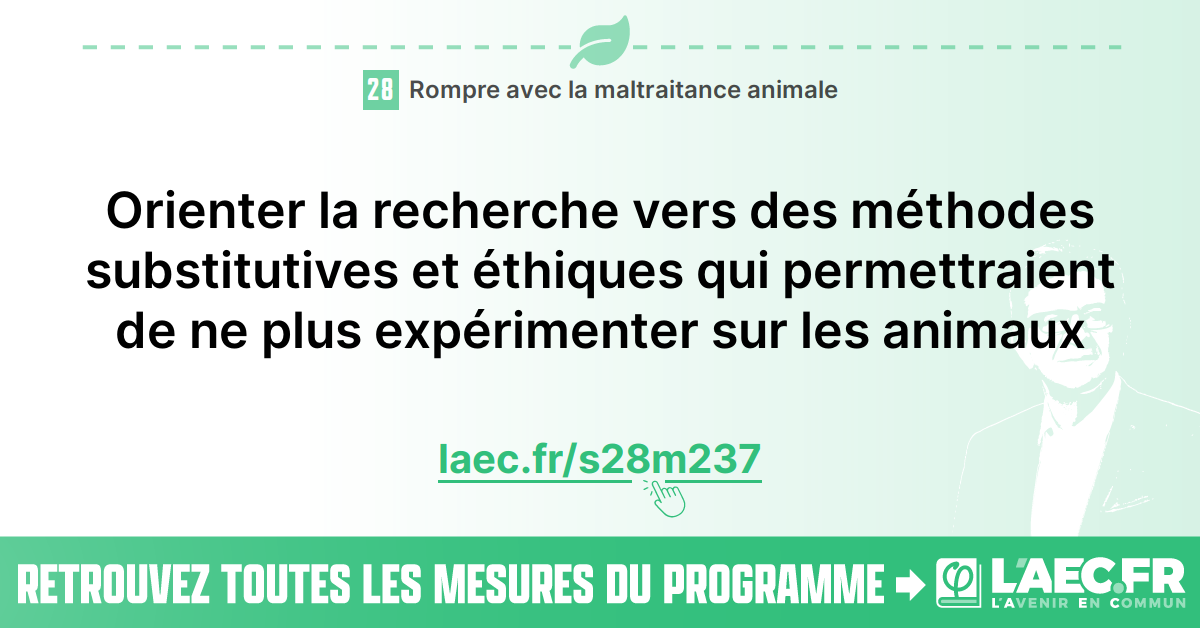 28 Rompre avec la maltraitance animale
Orienter la recherche vers des méthodes
substitutives et éthiques qui permettraient
de ne plus expérimenter sur les animaux
laec.fr/s28m237
RETROUVEZ TOUTES LES MESURES DU PROGRAMME
L'AEC.FR
L'AVENIR EN COMMUN